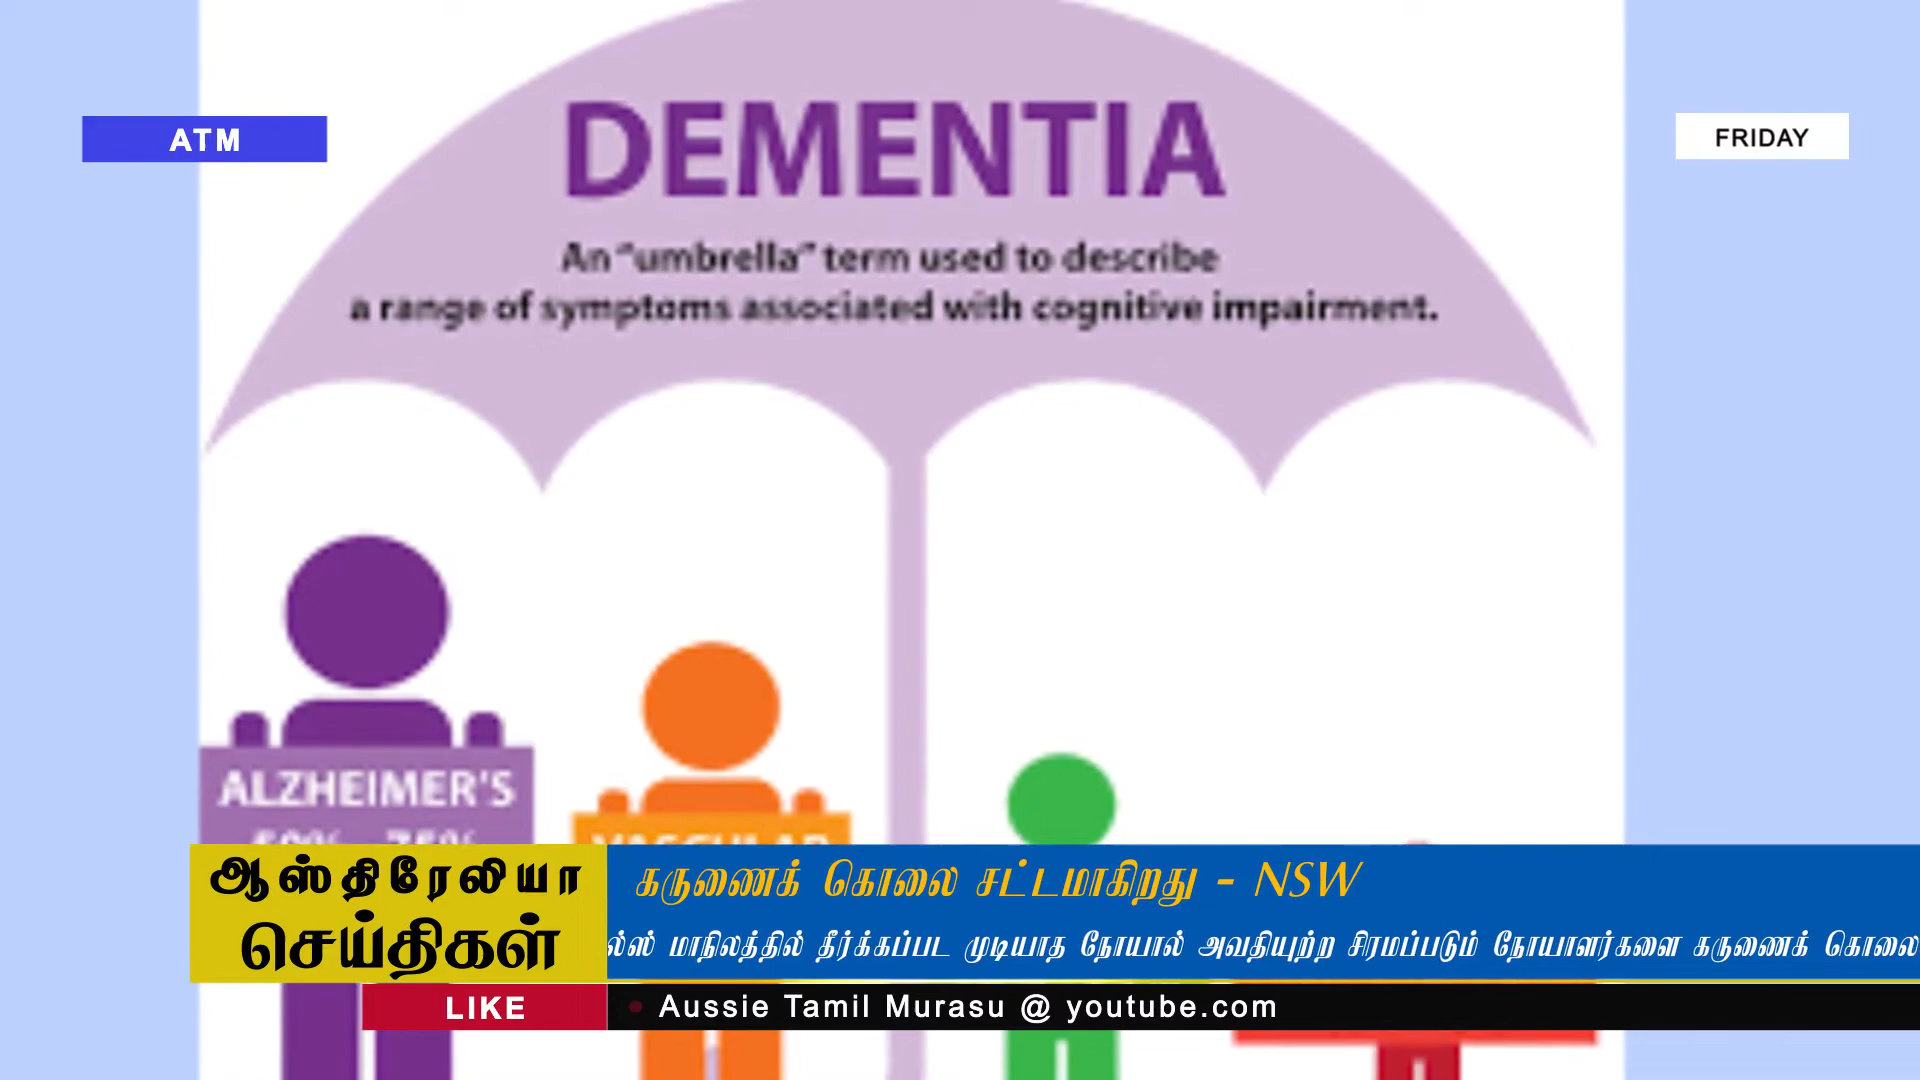 ATM
FRIDAY
DEMENTIA
An “umbrella” term used to describe
a range of symptoms associated with cognitive impairment.
ALZHEIMER'S
ஆஸ்திரேலியா
செய்திகள்
கருணைக் கொலை சட்டமாகிறது - NSW
ல்ஸ் மாநிலத்தில் தீர்க்கப்பட முடியாத நோயால் அவதியுற்ற சிரமப்படும் நோயாளர்களை கருணைக் கொலை
LIKE
• Aussie Tamil Murasu @ youtube.com